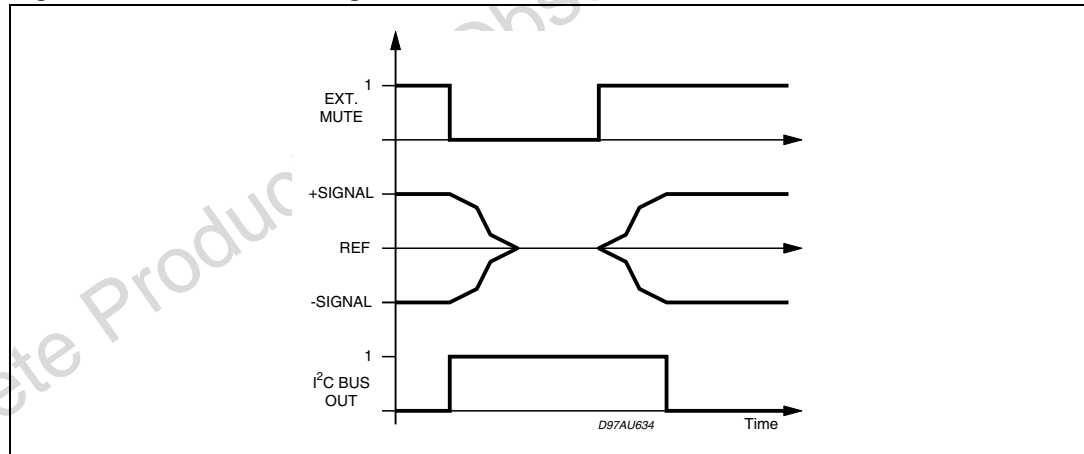 1
EXT.
MUTE
+SIGNAL
REF
-SIGNAL
1
I²C BUS
OUT
D97AU634
Time